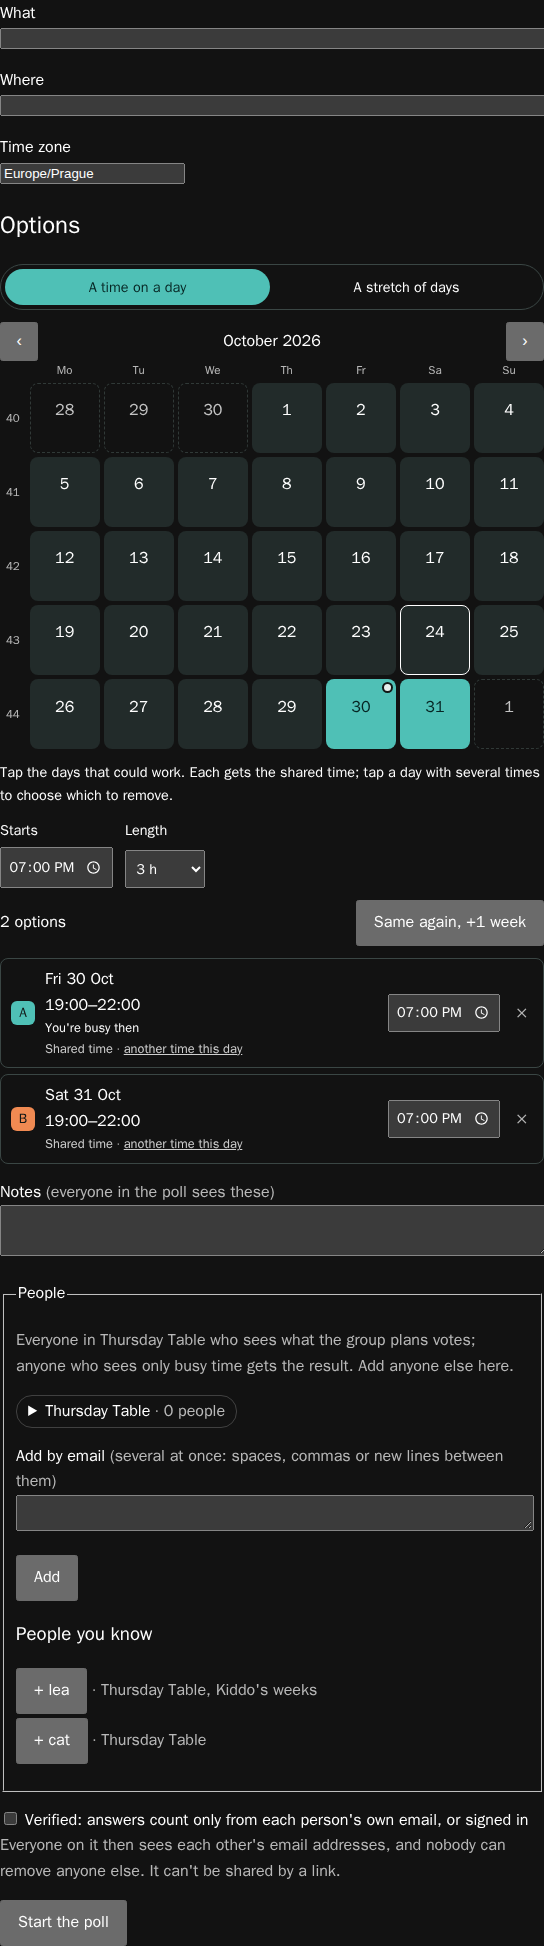 What
Where
Time zone
Europe/Prague
Options
A time on a day
A stretch of days
‹
October 2026
›
Mo Tu We Th Fr Sa Su
40 28 29 30 1 2 3 4
41 5 6 7 8 9 10 11
42 12 13 14 15 16 17 18
43 19 20 21 22 23 24 25
44 26 27 28 29 30 31 1
Tap the days that could work. Each gets the shared time; tap a day with several times
to choose which to remove.
Starts Length
07:00 PM 3 h
2 options
Same again, +1 week
Fri 30 Oct
A 19:00–22:00 07:00 PM ×
You're busy then
Shared time · another time this day
Sat 31 Oct
B 19:00–22:00 07:00 PM ×
Shared time · another time this day
Notes (everyone in the poll sees these)
People
Everyone in Thursday Table who sees what the group plans votes;
anyone who sees only busy time gets the result. Add anyone else here.
▶ Thursday Table · 0 people
Add by email (several at once: spaces, commas or new lines between
them)
Add
People you know
+ lea · Thursday Table, Kiddo's weeks
+ cat · Thursday Table
Verified: answers count only from each person's own email, or signed in
Everyone on it then sees each other's email addresses, and nobody can
remove anyone else. It can't be shared by a link.
Start the poll